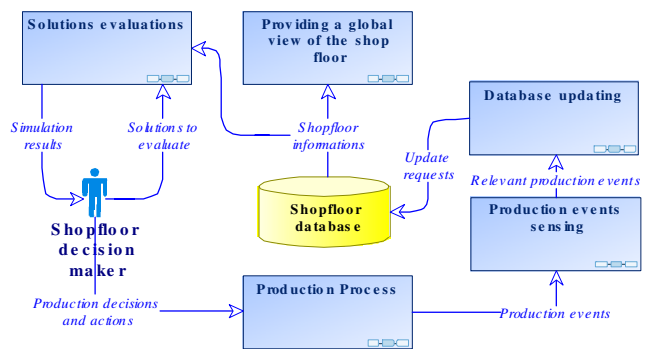 Solutions evaluations
Providing a global
view of the shop
floor
Database updating
Simulation
results
Solutions to
evaluate
Shopfloor
informations
Update
requests
Relevant production events
Shopfloor
decision
maker
Shopfloor
database
Production events
sensing
Production decisions
and actions
Production Process
Production events